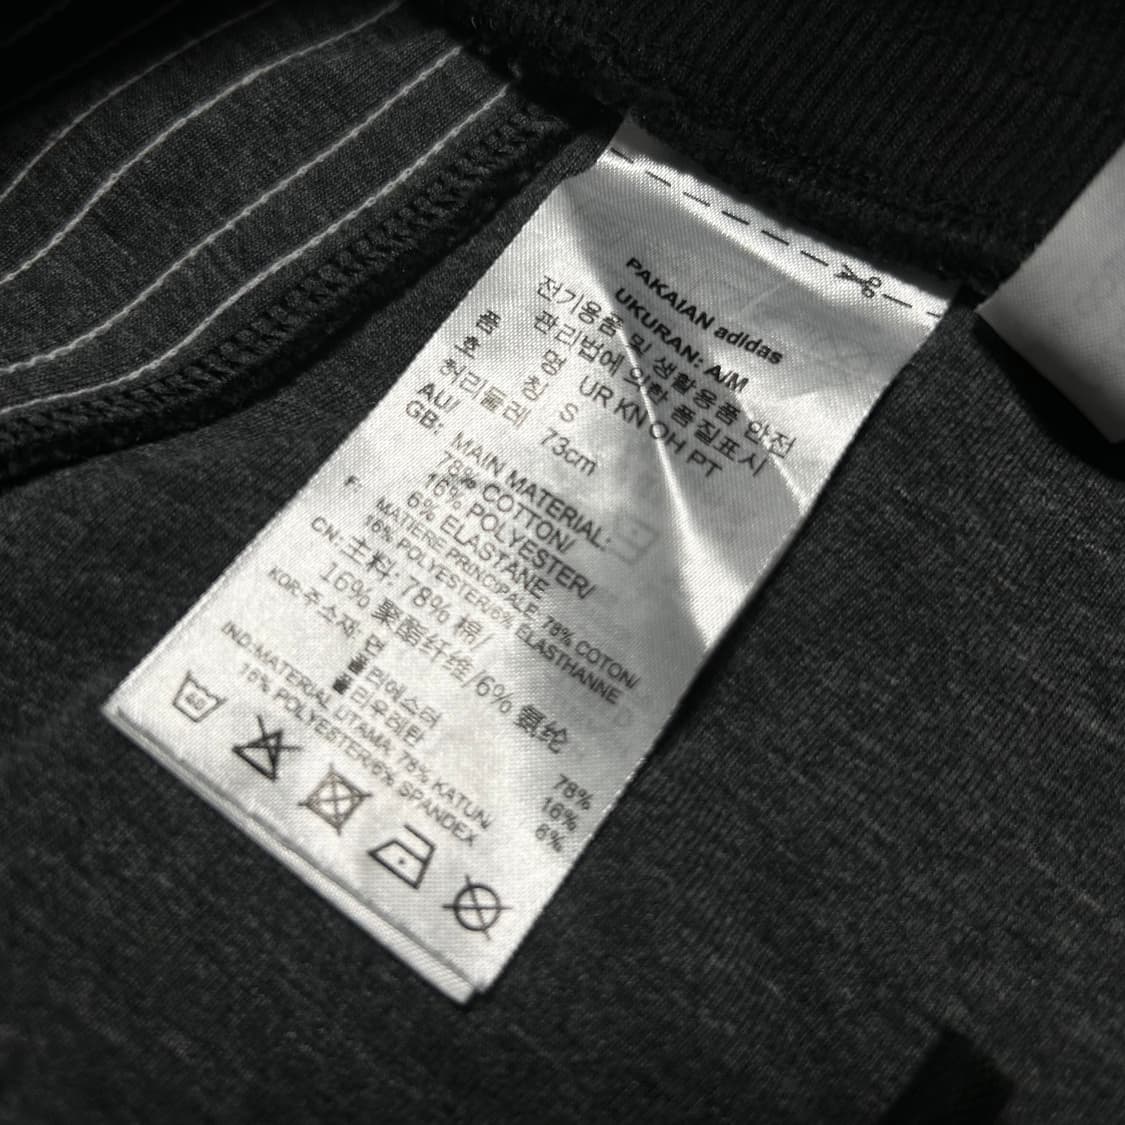 PAKAIAN adidas
UKURAN: A/M
전기용품 및 생활용품 안전
관리법에 의한 품질표시
품 명 UR KN OH PT
호 칭 S
허리둘레 73cm
AU/
GB: MAIN MATERIAL:
78% COTTON/
16% POLYESTER/
6% ELASTANE
F: MATIERE PRINCIPALE: 78% COTON/
16% POLYESTER/6% ELASTHANNE
CN:主料: 78% 棉/
16% 聚酯纤维/6% 氨纶
KOR:주소재: 면 78%
폴리에스터 16%
폴리우레탄 6%
IND:MATERIAL UTAMA: 78% KATUN/
16% POLYESTER/6% SPANDEX